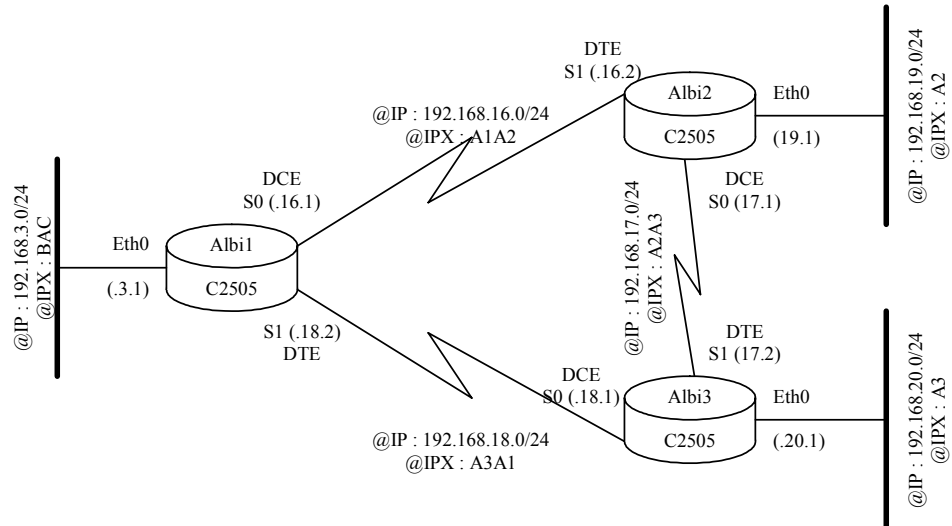 @IP : 192.168.3.0/24
@IPX : BAC
Eth0
(.3.1)
Albi1
C2505
DCE
S0 (.16.1)
S1 (.18.2)
DTE
@IP : 192.168.16.0/24
@IPX : A1A2
DTE
S1 (.16.2)
Albi2
C2505
Eth0
(19.1)
@IP : 192.168.19.0/24
@IPX : A2
DCE
S0 (17.1)
@IP : 192.168.17.0/24
@IPX : A2A3
DTE
S1 (17.2)
DCE
S0 (.18.1)
Albi3
C2505
Eth0
(.20.1)
@IP : 192.168.20.0/24
@IPX : A3
@IP : 192.168.18.0/24
@IPX : A3A1